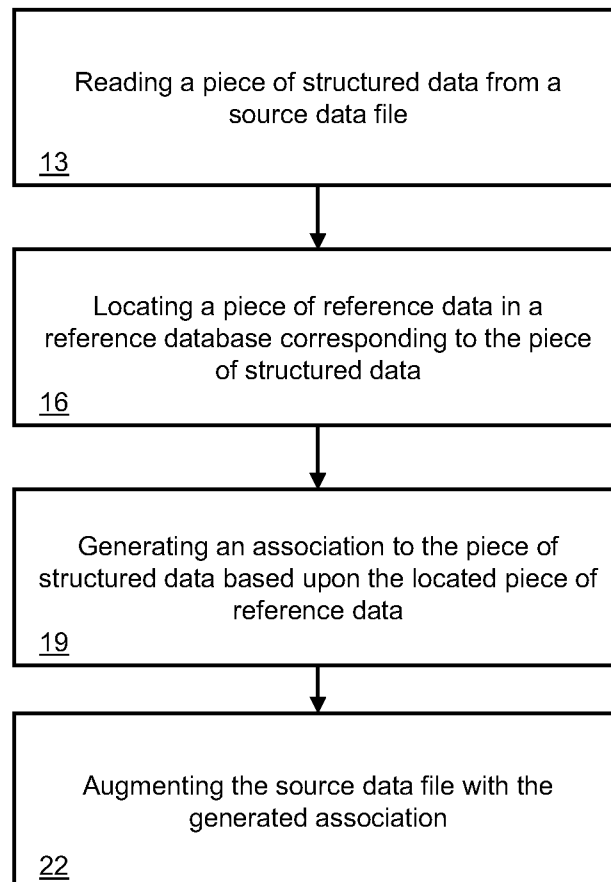 Reading a piece of structured data from a
source data file
13
Locating a piece of reference data in a
reference database corresponding to the piece
of structured data
16
Generating an association to the piece of
structured data based upon the located piece of
reference data
19
Augmenting the source data file with the
generated association
22